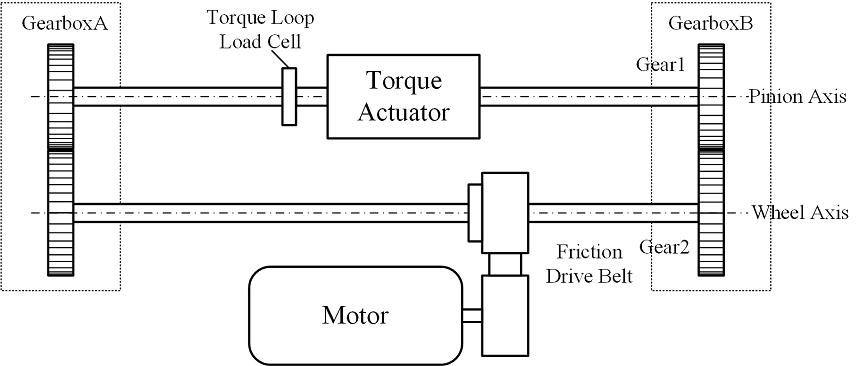 GearboxA
Torque Loop
Load Cell
GearboxB
Torque
Actuator
Gear1
Pinion Axis
Wheel Axis
Gear2
Friction
Drive Belt
Motor